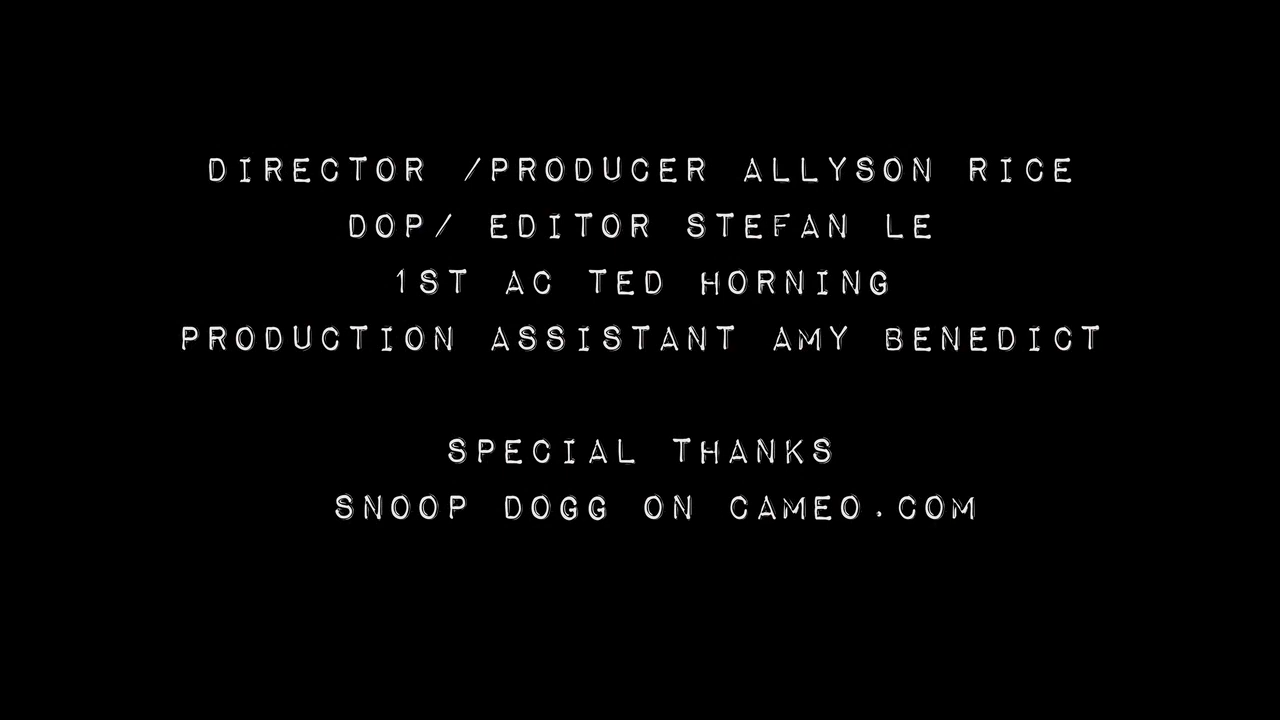 DIRECTOR /PRODUCER ALLYSON RICE
DOP/ EDITOR STEFAN LE
1ST AC TED HORNING
PRODUCTION ASSISTANT AMY BENEDICT
SPECIAL THANKS
SNOOP DOGG ON CAMEO.COM